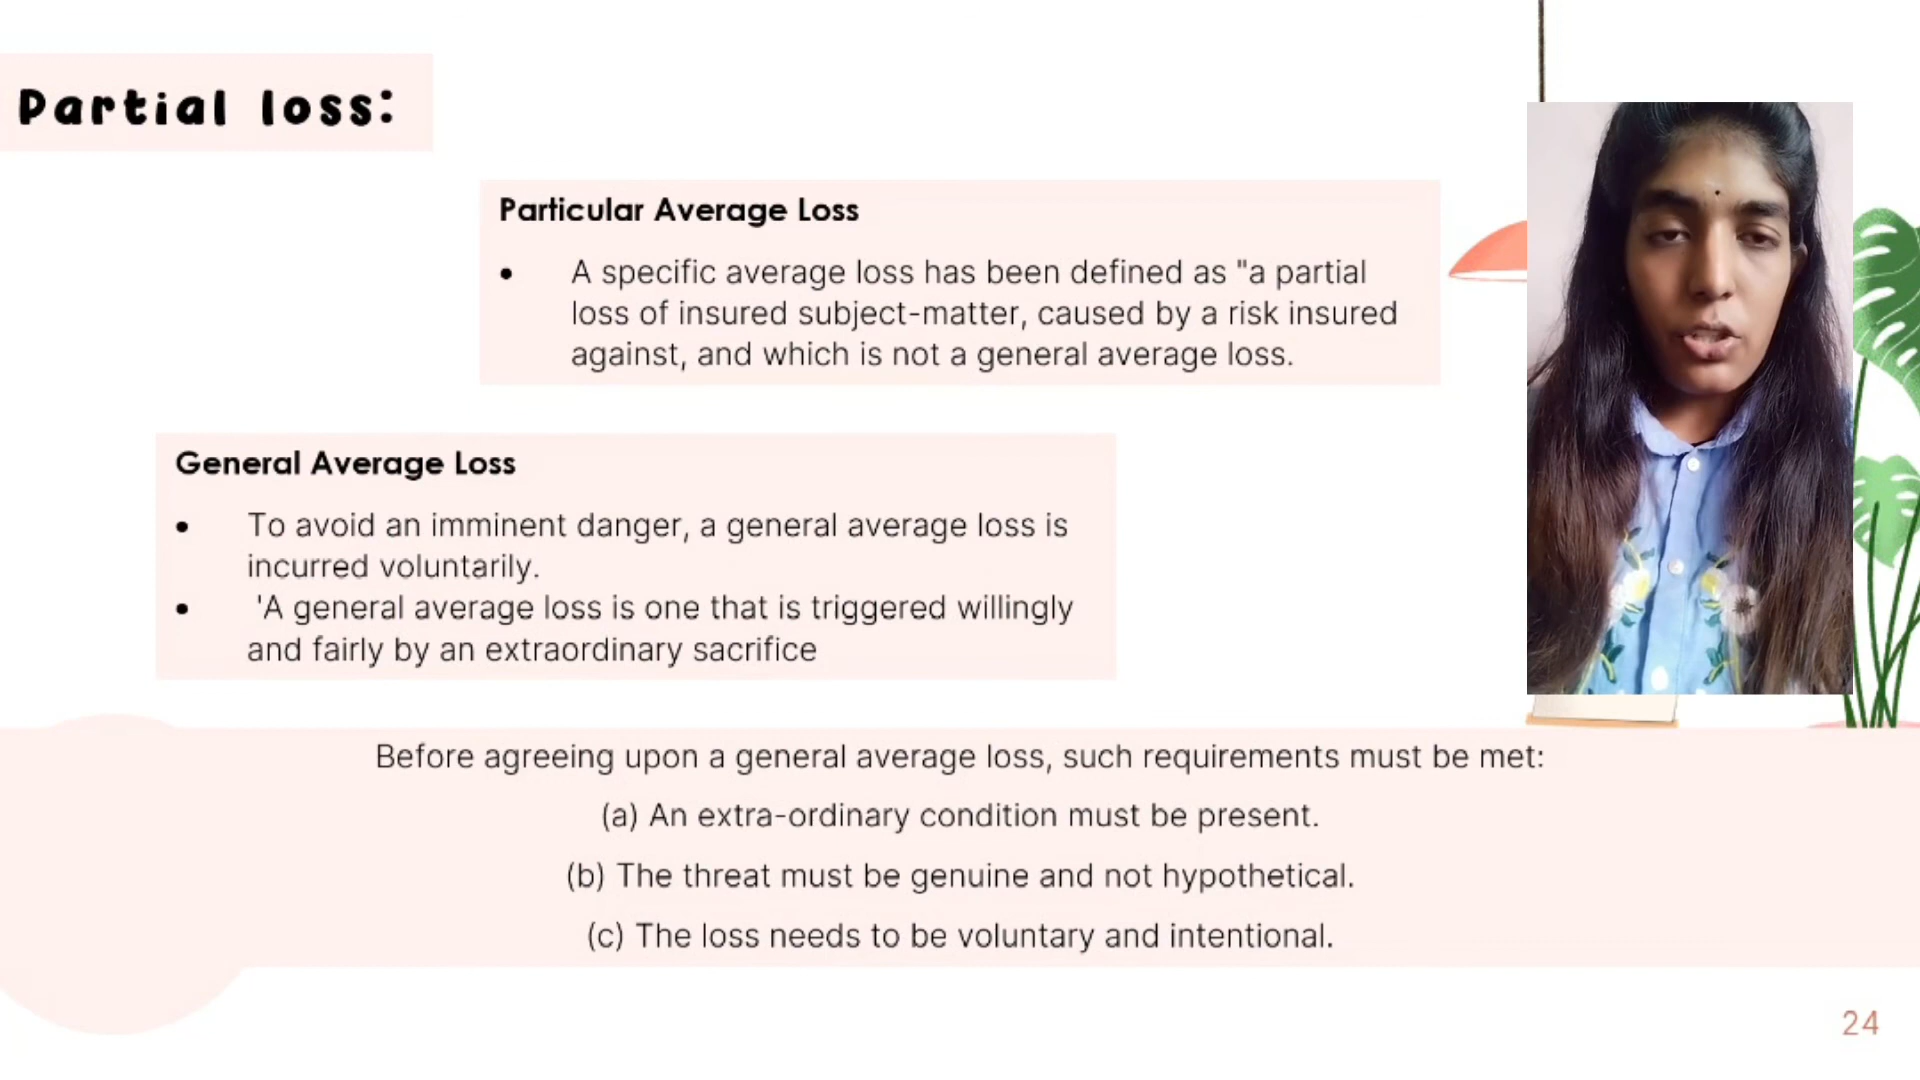 Partial loss:
Particular Average Loss
• A specific average loss has been defined as "a partial
loss of insured subject-matter, caused by a risk insured
against, and which is not a general average loss.
General Average Loss
• To avoid an imminent danger, a general average loss is
incurred voluntarily.
• 'A general average loss is one that is triggered willingly
and fairly by an extraordinary sacrifice
Before agreeing upon a general average loss, such requirements must be met:
(a) An extra-ordinary condition must be present.
(b) The threat must be genuine and not hypothetical.
(c) The loss needs to be voluntary and intentional.
24